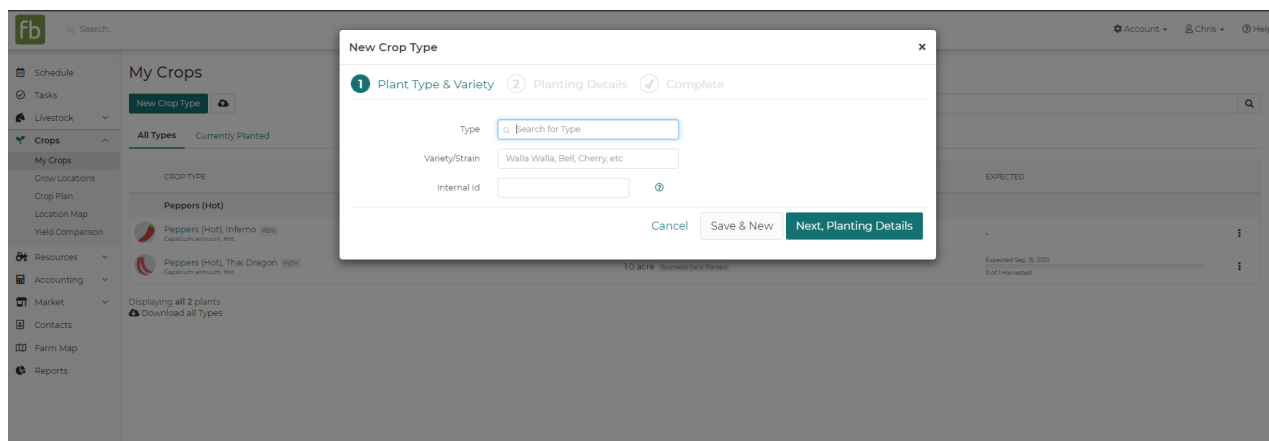 fb
Search...
Account
Chris
Help
New Crop Type
×
1 Plant Type & Variety 2 Planting Details Complete
Type Search for Type
Variety/Strain Walla Walla, Bell, Cherry, etc
Internal Id
Cancel Save & New Next, Planting Details
Schedule
Tasks
Livestock
Crops
My Crops
Grow Locations
Crop Plan
Location Map
Yield Comparison
Resources
Accounting
Market
Contacts
Farm Map
Reports
My Crops
New Crop Type
All Types Currently Planted
CROP TYPE EXPECTED
Peppers (Hot)
Peppers (Hot), Inferno PEIN
Capsicum annuum, Hot
-
Peppers (Hot), Thai Dragon PETH
Capsicum annuum, Hot
1.0 acre Southeast Deck Planters
Expected Sep. 15, 2021
0 of 1 Harvested
Displaying all 2 plants
Download all Types